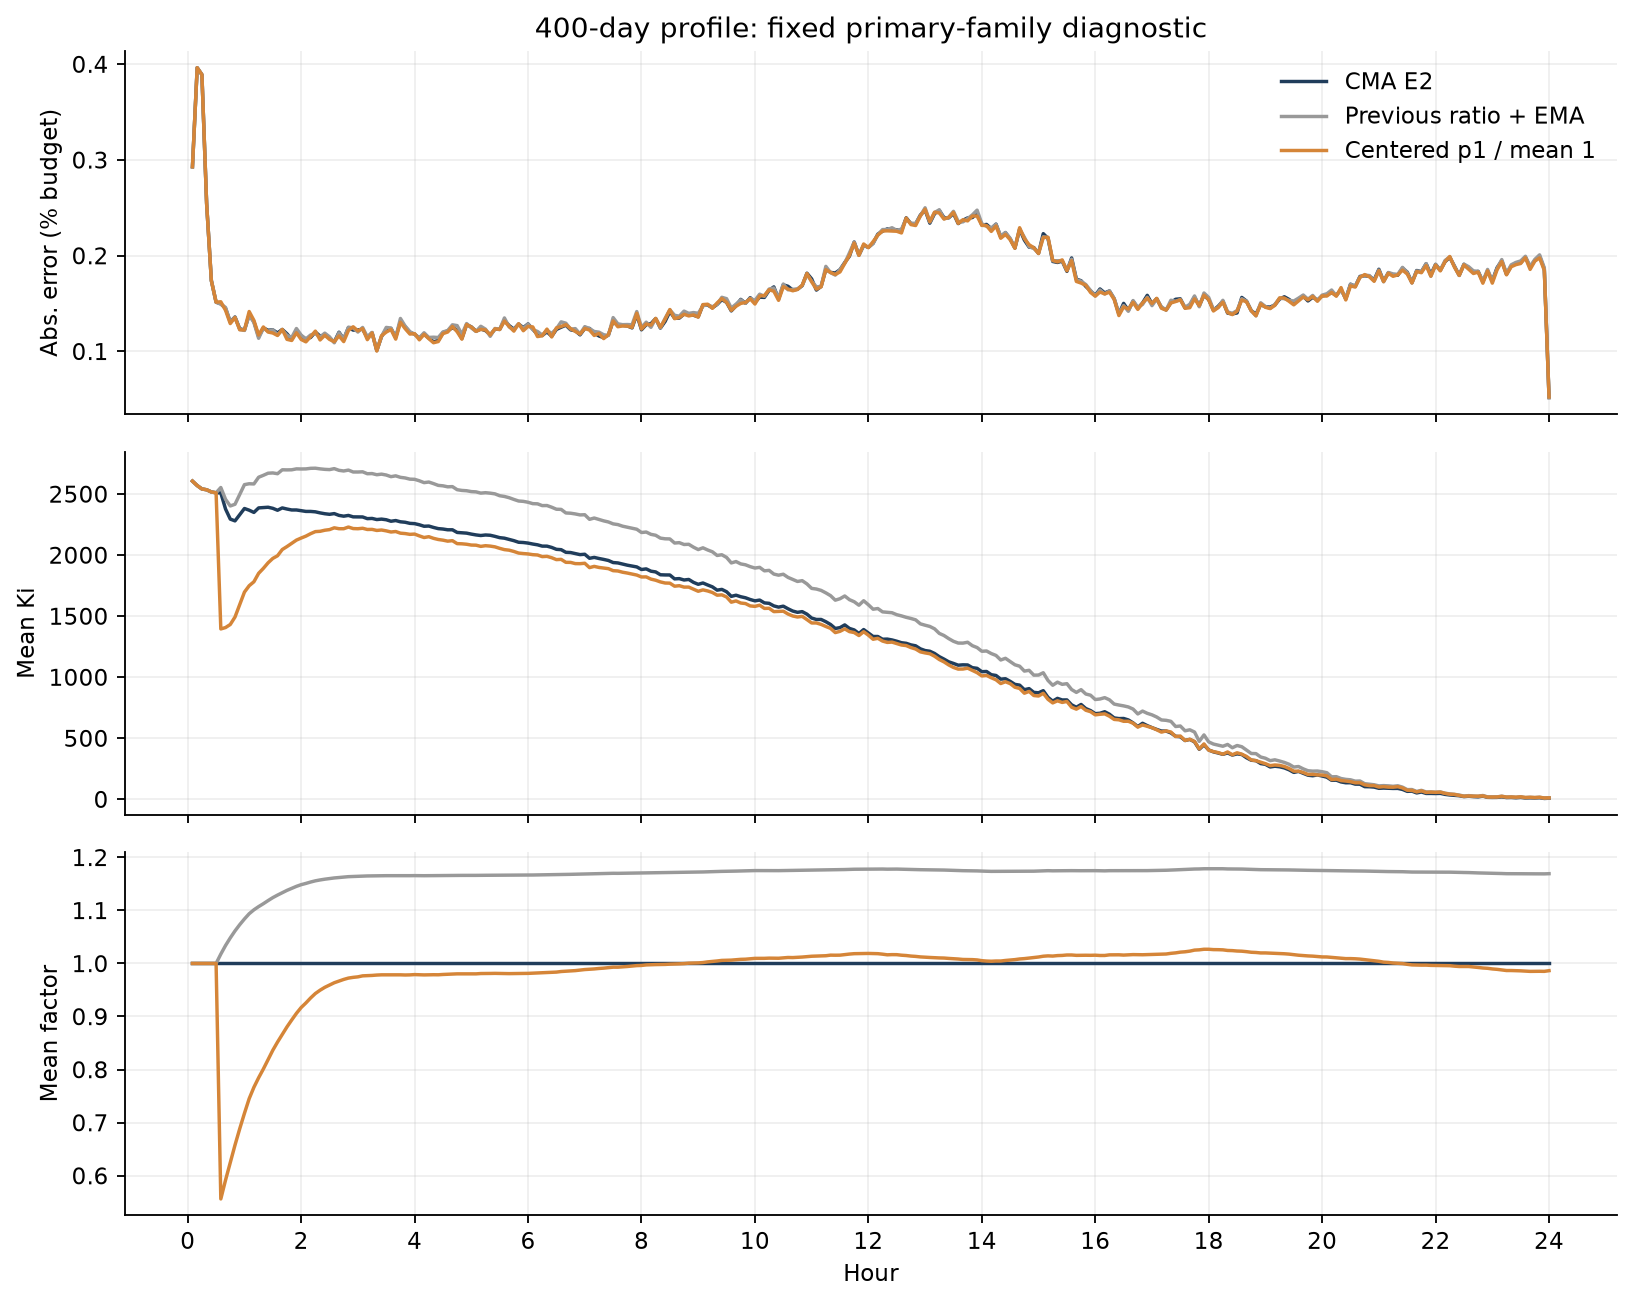 400-day profile: fixed primary-family diagnostic
CMA E2
Previous ratio + EMA
Centered p1 / mean 1
Abs. error (% budget)
0.4
0.3
0.2
0.1
Mean Ki
2500
2000
1500
1000
500
0
Mean factor
1.2
1.1
1.0
0.9
0.8
0.7
0.6
0 2 4 6 8 10 12 14 16 18 20 22 24
Hour